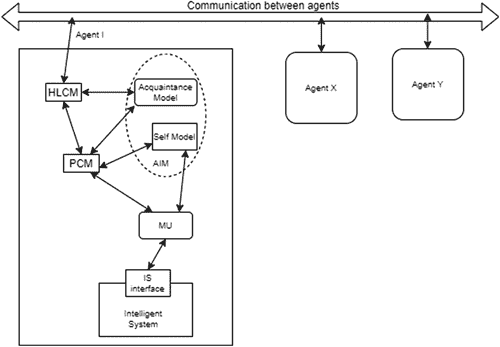 Communication between agents
Agent I
HLCM
Acquaintance
Model
Agent X
Agent Y
Self Model
PCM
AIM
MU
IS
interface
Intelligent
System